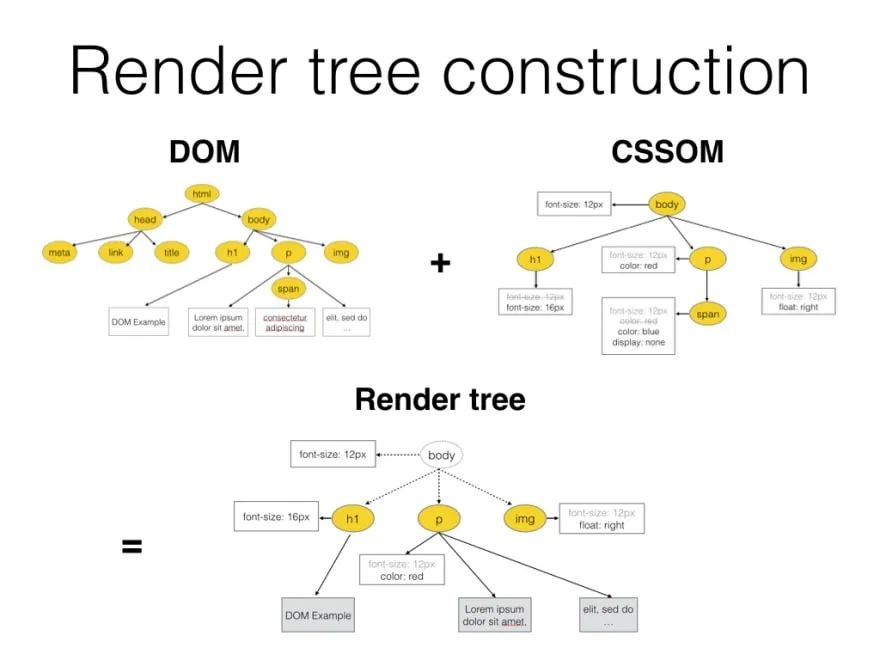 Render tree construction
DOM
CSSOM
html
head
body
meta
link
title
h1
p
img
span
DOM Example
Lorem ipsum
dolor sit amet,
consectetur
adipiscing
elit, sed do
...
+
font-size: 12px
body
h1
font-size: 12px
color: red
p
img
font-size: 12px
font-size: 16px
font-size: 12px
color: red
color: blue
display: none
span
font-size: 12px
float: right
Render tree
=
font-size: 12px
body
font-size: 16px
h1
p
img
font-size: 12px
float: right
font-size: 12px
color: red
DOM Example
Lorem ipsum
dolor sit amet,
elit, sed do
...